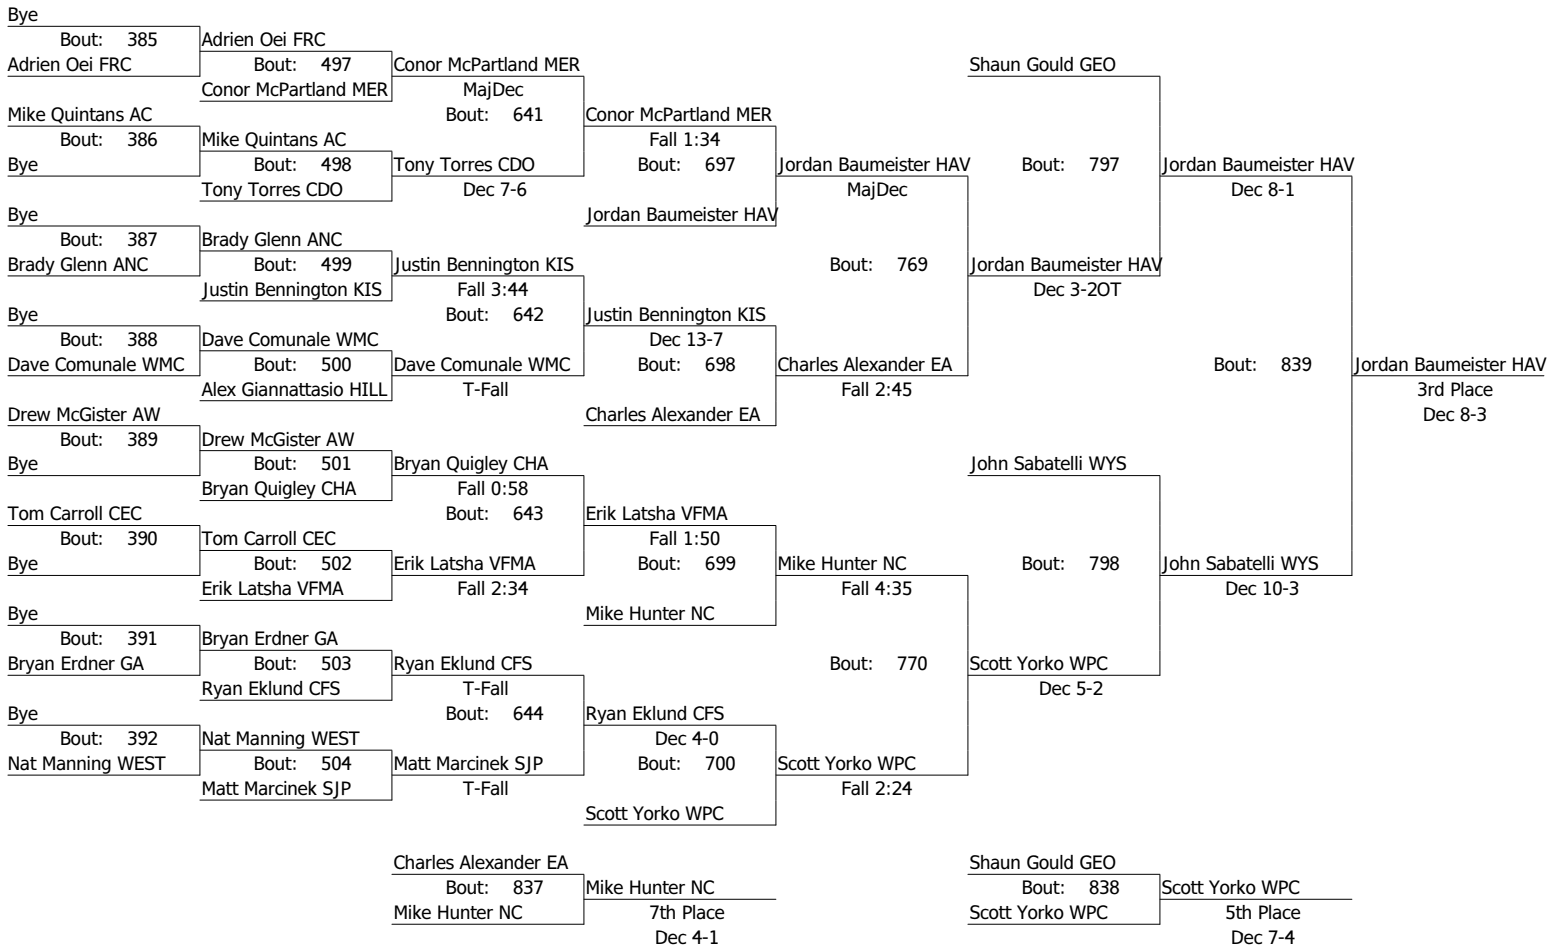 Bye
Bout: 385
Adrien Oei FRC
Mike Quintans AC
Bout: 386
Bye
Bye
Bout: 387
Brady Glenn ANC
Bye
Bout: 388
Dave Comunale WMC
Drew McGister AW
Bout: 389
Bye
Tom Carroll CEC
Bout: 390
Bye
Bye
Bout: 391
Bryan Erdner GA
Bye
Bout: 392
Nat Manning WEST
Adrien Oei FRC
Bout: 497
Conor McPartland MER
Mike Quintans AC
Bout: 498
Tony Torres CDO
Brady Glenn ANC
Bout: 499
Justin Bennington KIS
Dave Comunale WMC
Bout: 500
Alex Giannattasio HILL
Drew McGister AW
Bout: 501
Bryan Quigley CHA
Tom Carroll CEC
Bout: 502
Erik Latsha VFMA
Bryan Erdner GA
Bout: 503
Ryan Eklund CFS
Nat Manning WEST
Bout: 504
Matt Marcinek SJP
Conor McPartland MER
MajDec
Bout: 641
Tony Torres CDO
Dec 7-6
Justin Bennington KIS
Fall 3:44
Bout: 642
Dave Comunale WMC
T-Fall
Bryan Quigley CHA
Fall 0:58
Bout: 643
Erik Latsha VFMA
Fall 2:34
Ryan Eklund CFS
T-Fall
Bout: 644
Matt Marcinek SJP
T-Fall
Conor McPartland MER
Fall 1:34
Bout: 697
Jordan Baumeister HAV
Justin Bennington KIS
Dec 13-7
Bout: 698
Charles Alexander EA
Erik Latsha VFMA
Fall 1:50
Bout: 699
Mike Hunter NC
Ryan Eklund CFS
Dec 4-0
Bout: 700
Scott Yorko WPC
Jordan Baumeister HAV
MajDec
Bout: 769
Charles Alexander EA
Fall 2:45
Mike Hunter NC
Fall 4:35
Bout: 770
Scott Yorko WPC
Fall 2:24
Shaun Gould GEO
Bout: 797
Jordan Baumeister HAV
Dec 3-2OT
John Sabatelli WYS
Bout: 798
Scott Yorko WPC
Dec 5-2
Jordan Baumeister HAV
Dec 8-1
Bout: 839
John Sabatelli WYS
Dec 10-3
Jordan Baumeister HAV
3rd Place
Dec 8-3
Charles Alexander EA
Bout: 837
Mike Hunter NC
Mike Hunter NC
7th Place
Dec 4-1
Shaun Gould GEO
Bout: 838
Scott Yorko WPC
Scott Yorko WPC
5th Place
Dec 7-4